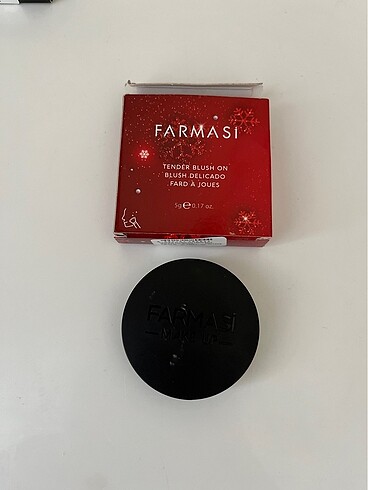 FARMASİ
TENDER BLUSH ON
BLUSH DELICADO
FARD À JOUES
5g ℮ 0.17 oz.
FARMASİ